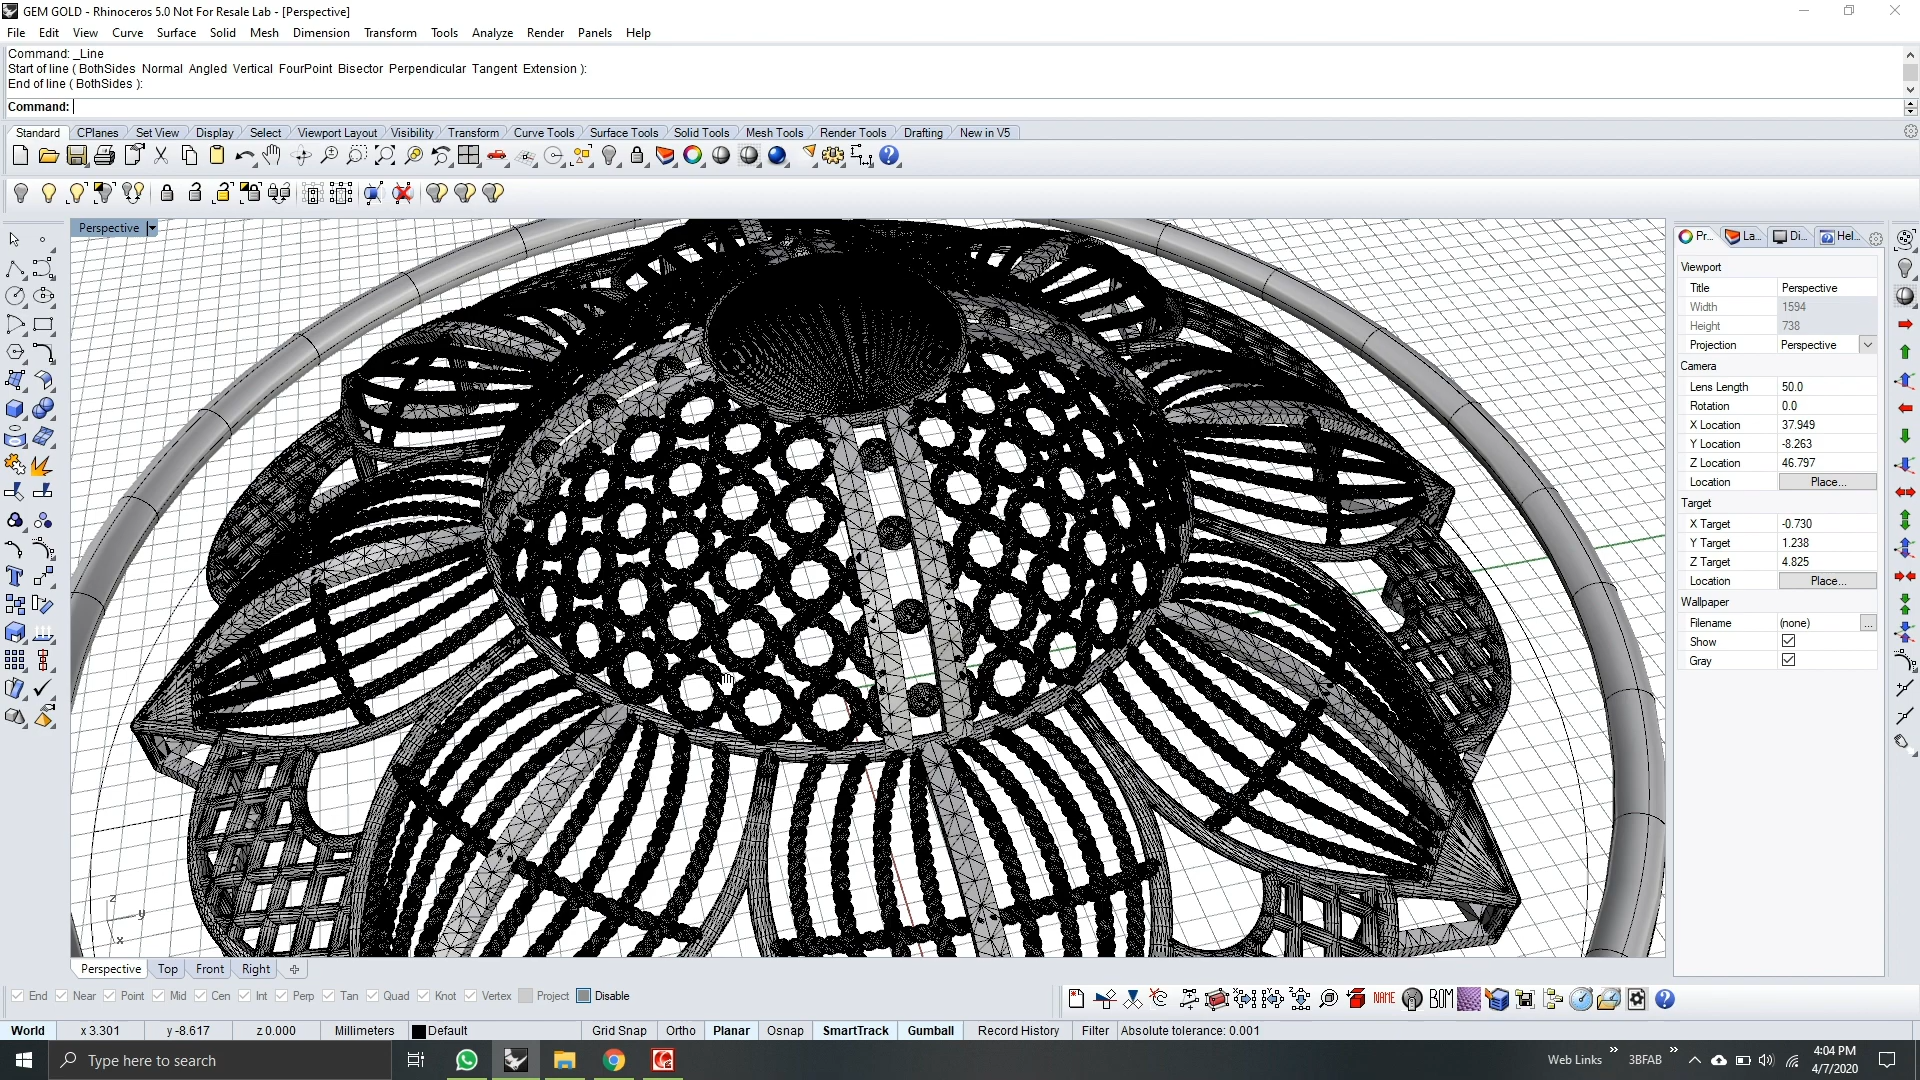 GEM GOLD - Rhinoceros 5.0 Not For Resale Lab - [Perspective]
File Edit View Curve Surface Solid Mesh Dimension Transform Tools Analyze Render Panels Help
Command: _Line
Start of line ( BothSides Normal Angled Vertical FourPoint Bisector Perpendicular Tangent Extension ):
End of line ( BothSides ):
Command:
Standard CPlanes Set View Display Select Viewport Layout Visibility Transform Curve Tools Surface Tools Solid Tools Mesh Tools Render Tools Drafting New in V5
Perspective
Pr... La... Di... Hel...
Viewport
Title Perspective
Width 1594
Height 738
Projection Perspective
Camera
Lens Length 50.0
Rotation 0.0
X Location 37.949
Y Location -8.263
Z Location 46.797
Location Place...
Target
X Target -0.730
Y Target 1.238
Z Target 4.825
Location Place...
Wallpaper
Filename (none) ...
Show
Gray
z
y
x
Perspective Top Front Right
End Near Point Mid Cen Int Perp Tan Quad Knot Vertex Project Disable
NAME BOM
World x 3.301 y -8.617 z 0.000 Millimeters Default Grid Snap Ortho Planar Osnap SmartTrack Gumball Record History Filter Absolute tolerance: 0.001
Type here to search
Web Links » 3BFAB »
4:04 PM
4/7/2020